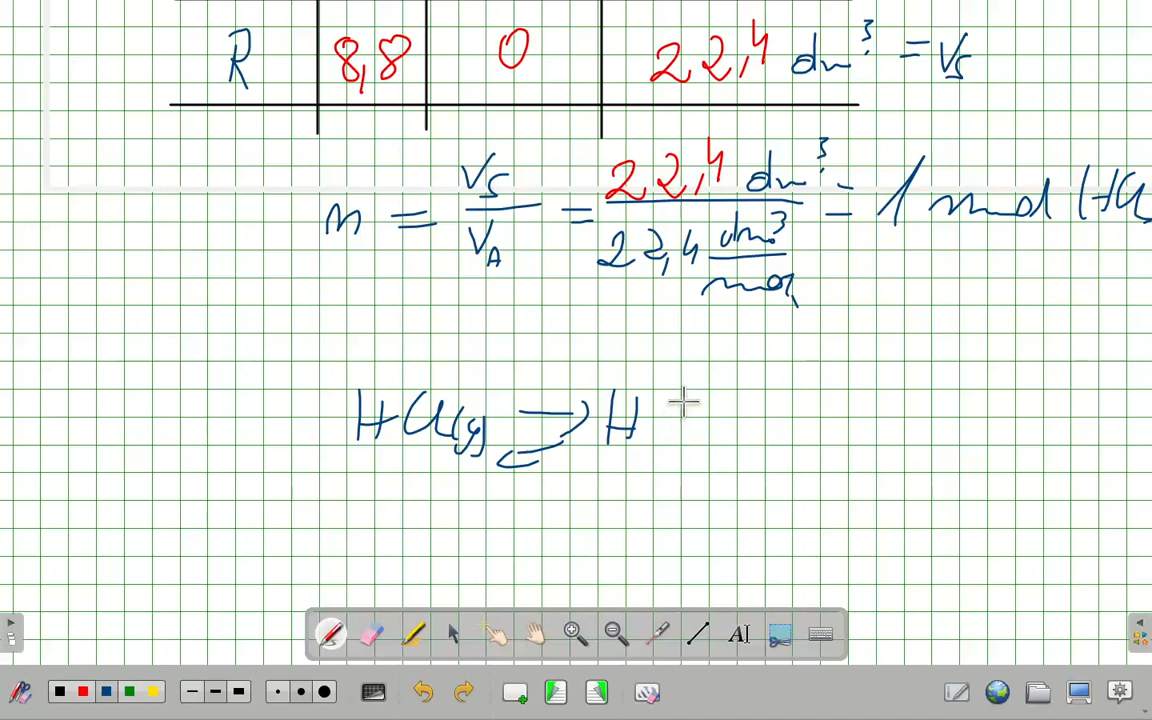 R 8,8 0 22,4 dm³ = Vs
n = Vs/VA = 22,4 dm³ / 22,4 dm³/mol = 1 mol (HCl
HCl(g) ⇌ H